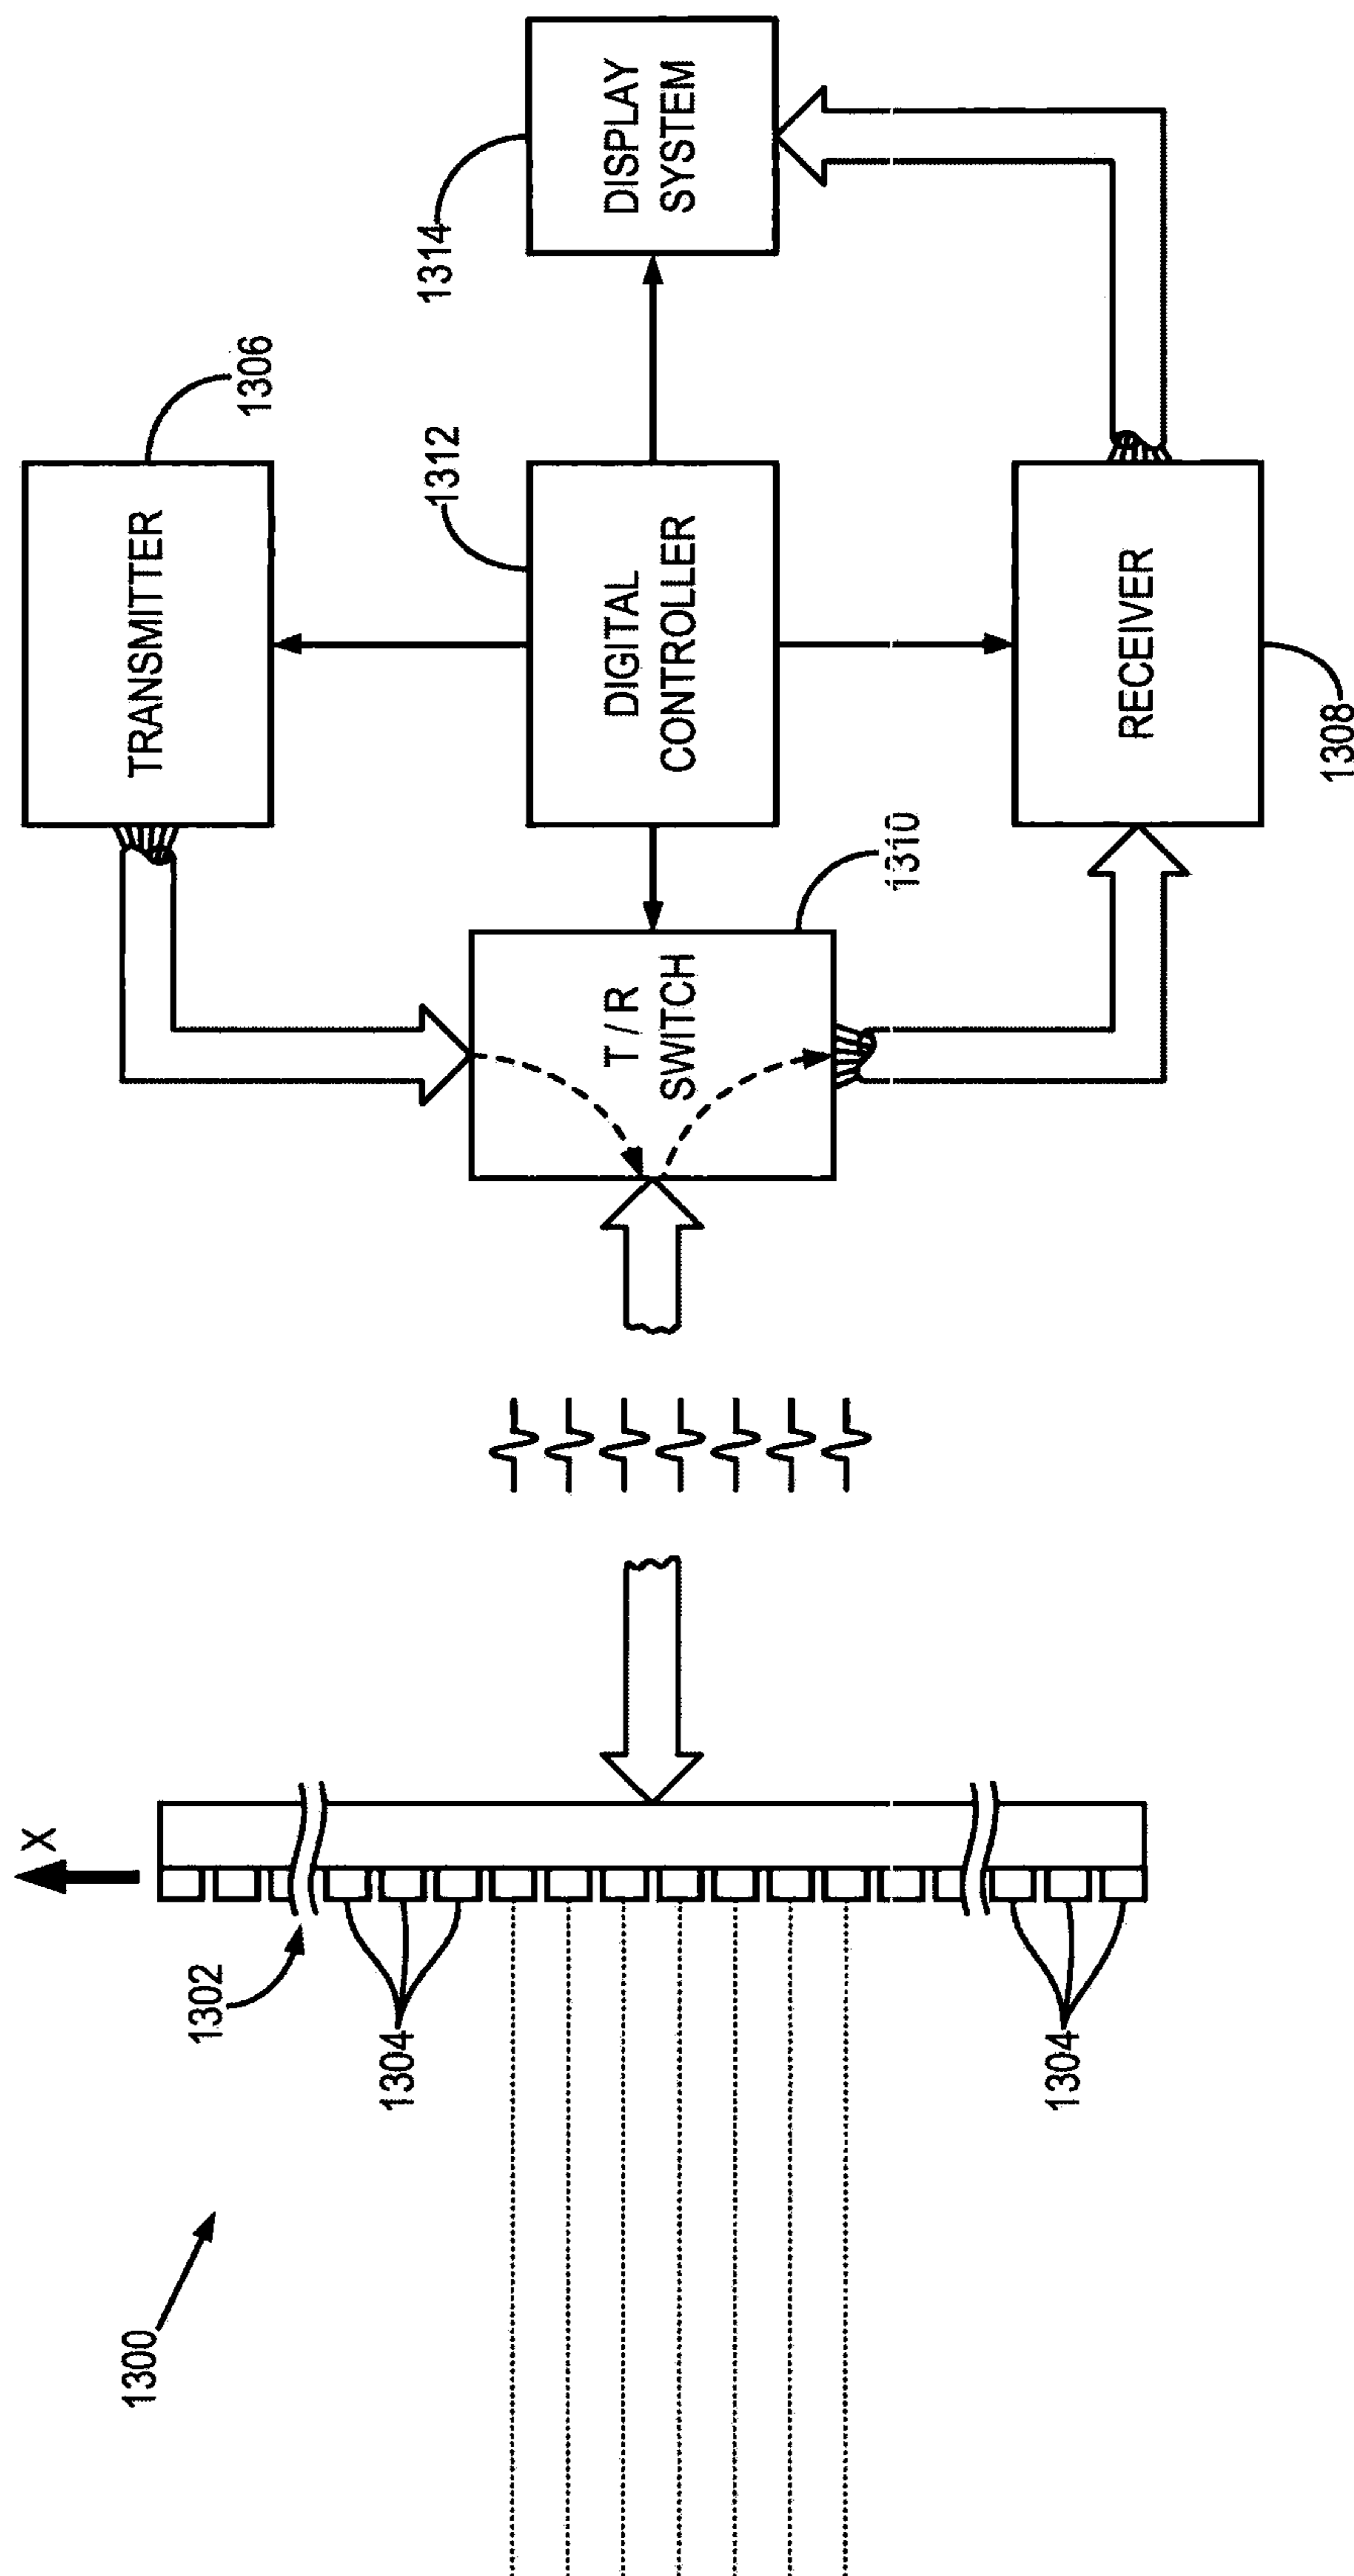 1300
X
1302
1304
1304
TRANSMITTER
1306
T / R
SWITCH
1310
DIGITAL
CONTROLLER
1312
DISPLAY
SYSTEM
1314
RECEIVER
1308